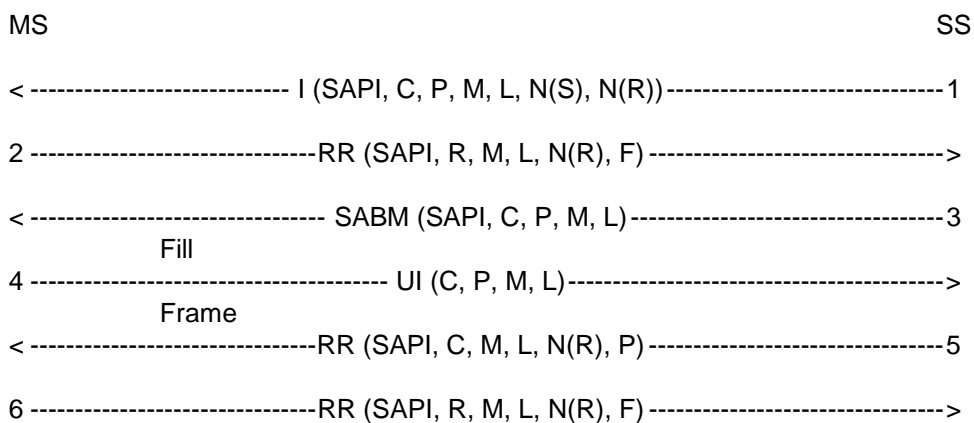 MS SS
< ----------------------------- I (SAPI, C, P, M, L, N(S), N(R))-------------------------------1
2 --------------------------------RR (SAPI, R, M, L, N(R), F) --------------------------------->
< --------------------------------- SABM (SAPI, C, P, M, L)-----------------------------------3
Fill
4 ---------------------------------------- UI (C, P, M, L)------------------------------------------>
Frame
< --------------------------------RR (SAPI, C, M, L, N(R), P) ---------------------------------5
6 --------------------------------RR (SAPI, R, M, L, N(R), F) --------------------------------->